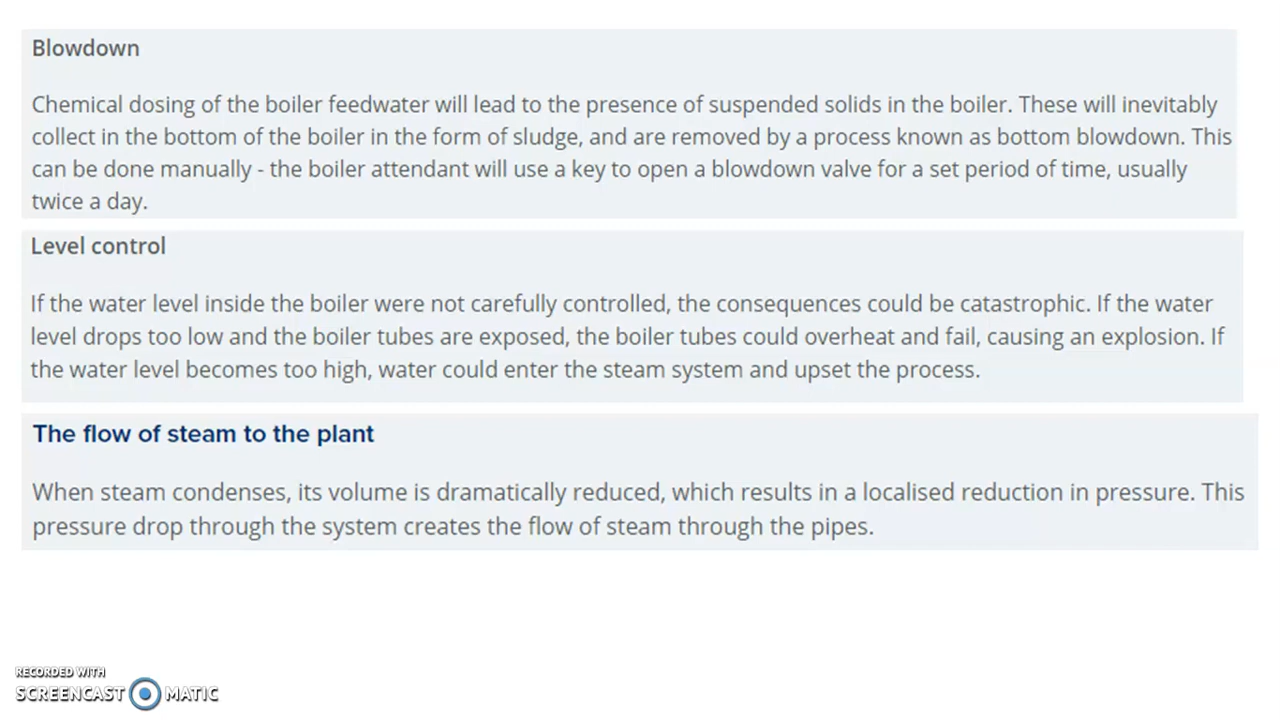 Blowdown
Chemical dosing of the boiler feedwater will lead to the presence of suspended solids in the boiler. These will inevitably
collect in the bottom of the boiler in the form of sludge, and are removed by a process known as bottom blowdown. This
can be done manually - the boiler attendant will use a key to open a blowdown valve for a set period of time, usually
twice a day.
Level control
If the water level inside the boiler were not carefully controlled, the consequences could be catastrophic. If the water
level drops too low and the boiler tubes are exposed, the boiler tubes could overheat and fail, causing an explosion. If
the water level becomes too high, water could enter the steam system and upset the process.
The flow of steam to the plant
When steam condenses, its volume is dramatically reduced, which results in a localised reduction in pressure. This
pressure drop through the system creates the flow of steam through the pipes.
RECORDED WITH
SCREENCAST MATIC